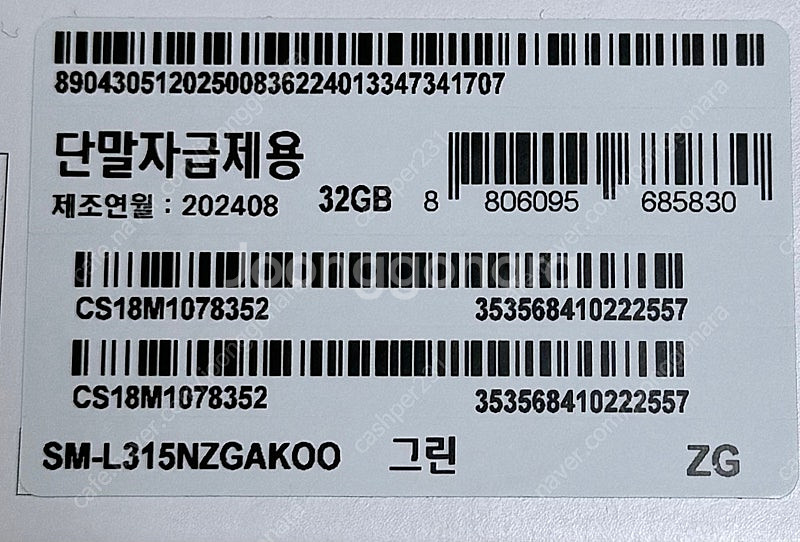 89043051202500836224013347341707
단말자급제용
제조연월 : 202408 32GB 8 806095 685830
CS18M1078352 353568410222557
CS18M1078352 353568410222557
SM-L315NZGAKOO 그린 ZG
Joonggonara